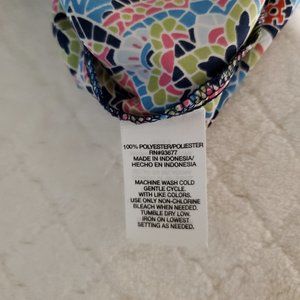 100% POLYESTER/POLIESTER
RN#93677
MADE IN INDONESIA/
HECHO EN INDONESIA
MACHINE WASH COLD
GENTLE CYCLE.
WITH LIKE COLORS.
USE ONLY NON-CHLORINE
BLEACH WHEN NEEDED.
TUMBLE DRY LOW.
IRON ON LOWEST
SETTING AS NEEDED.